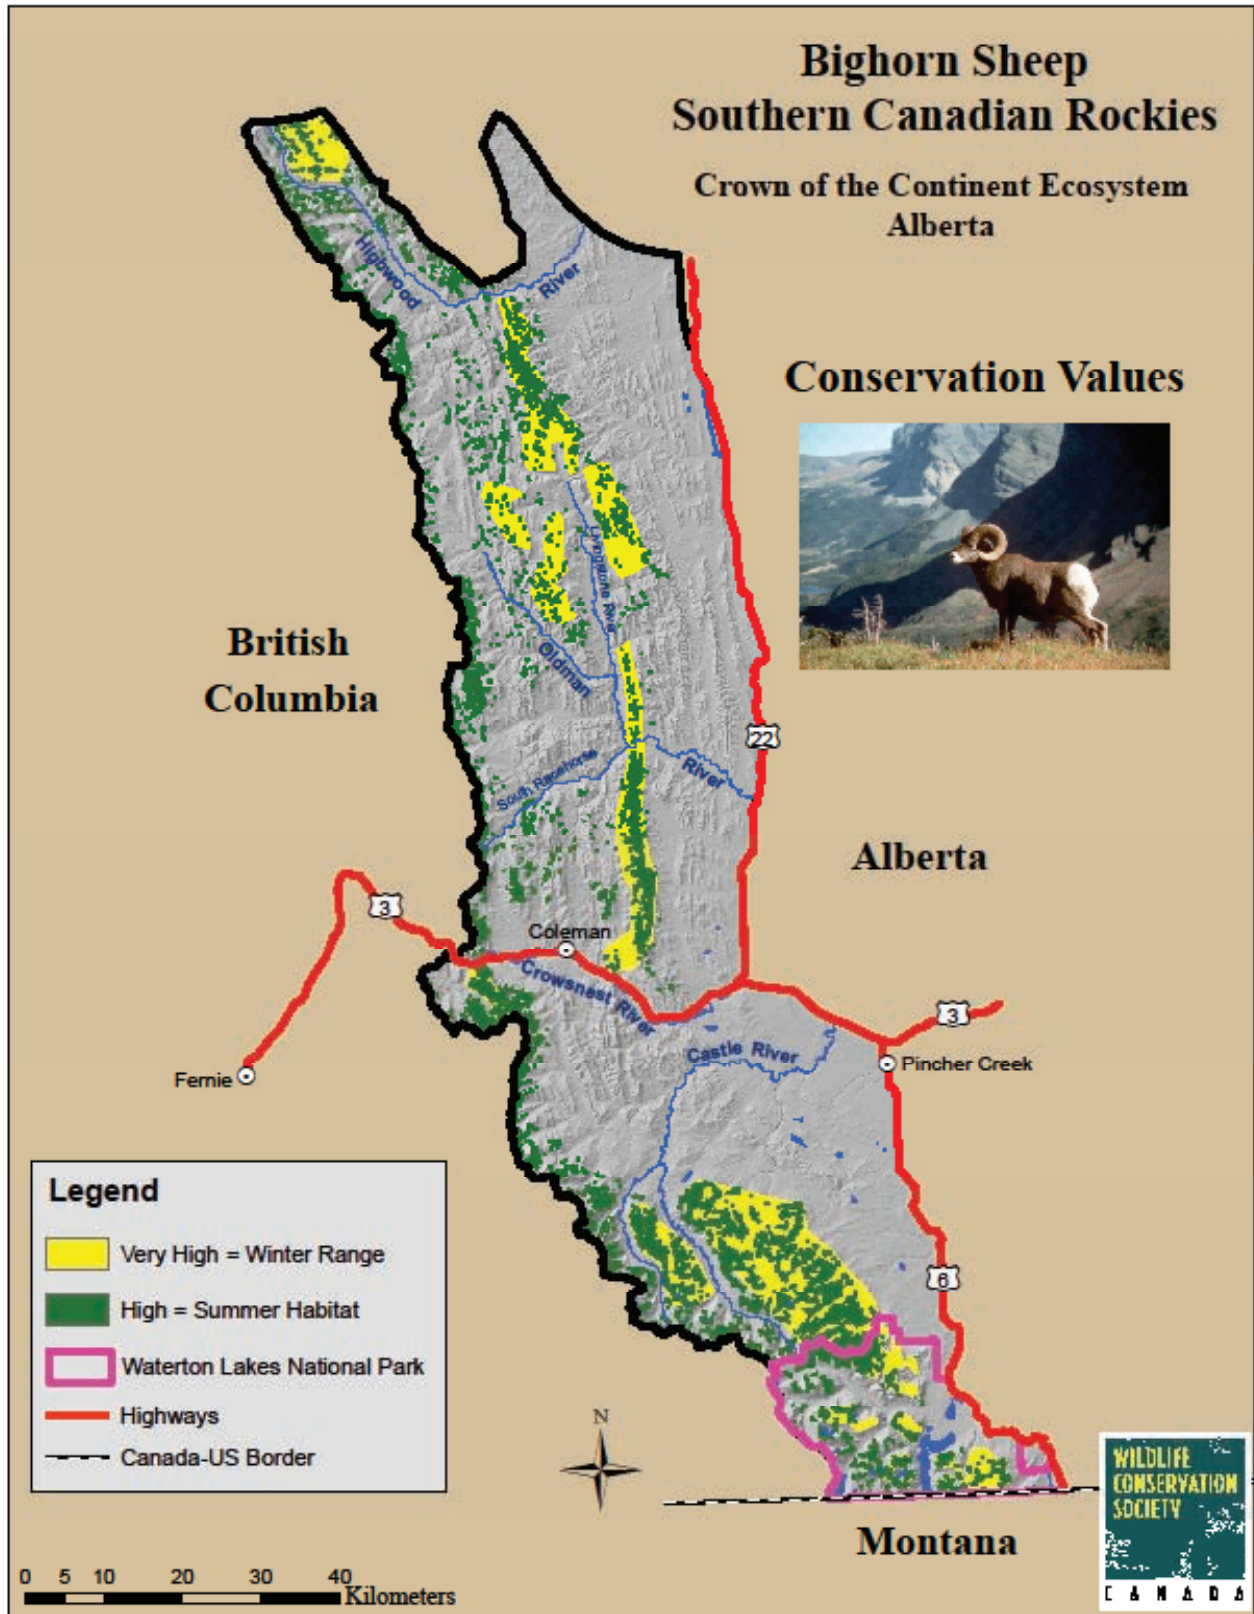 Bighorn Sheep
Southern Canadian Rockies
Crown of the Continent Ecosystem
Alberta
Highwood
River
Conservation Values
Livingstone River
British
Columbia
Oldman
22
South Racehorse
River
Alberta
3
Coleman
Crowsnest River
3
Castle River
Fernie
Pincher Creek
Legend
Very High = Winter Range
High = Summer Habitat
Waterton Lakes National Park
Highways
Canada-US Border
6
N
WILDLIFE
CONSERVATION
SOCIETY
CANADA
Montana
0 5 10 20 30 40
Kilometers